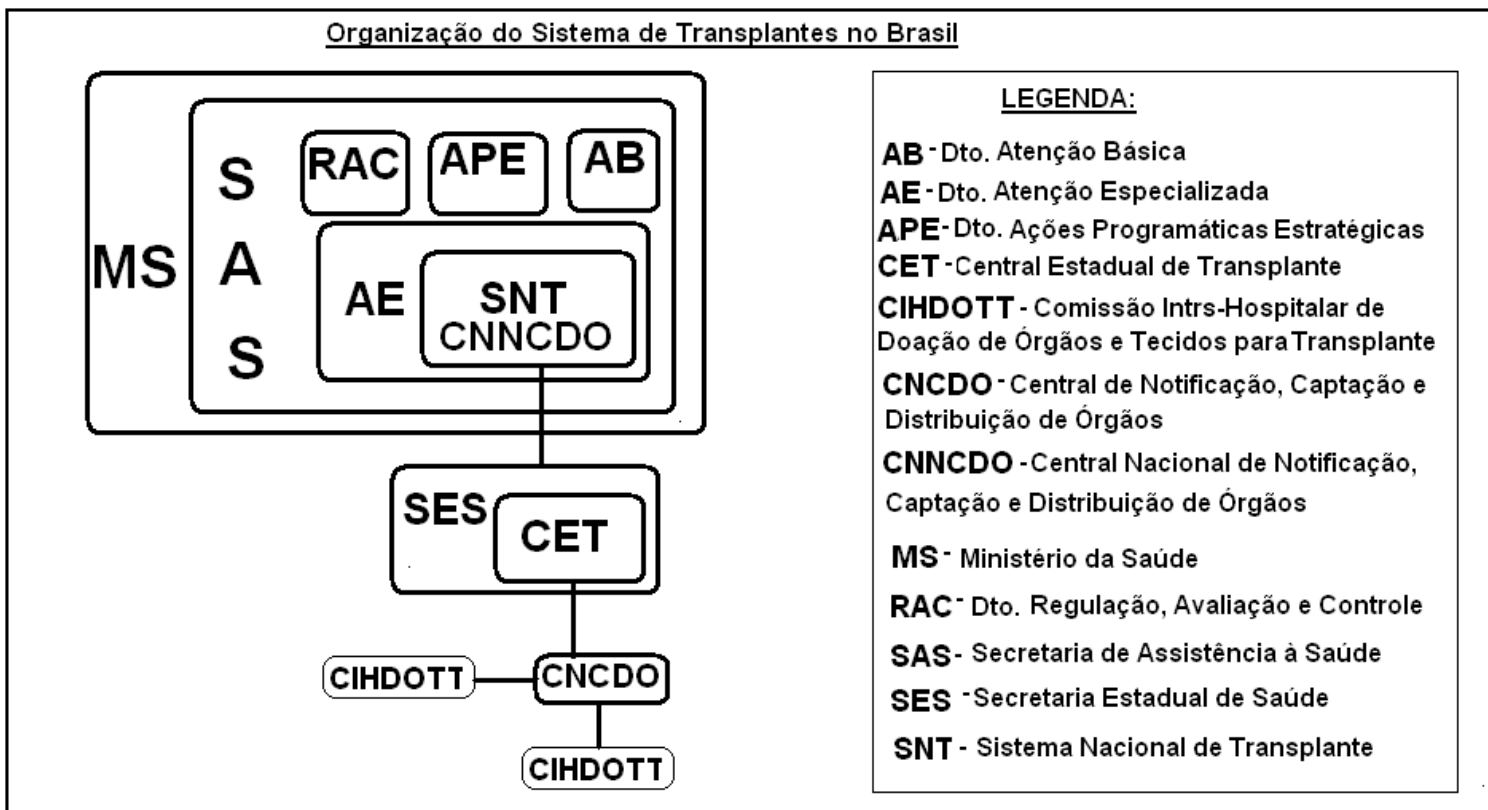 Organização do Sistema de Transplantes no Brasil
MS
S
A
S
RAC
APE
AB
AE
SNT
CNNCDO
SES
CET
CIHDOTT
CNCDO
CIHDOTT
LEGENDA:
AB - Dto. Atenção Básica
AE - Dto. Atenção Especializada
APE- Dto. Ações Programáticas Estratégicas
CET -Central Estadual de Transplante
CIHDOTT - Comissão Intrs-Hospitalar de
Doação de Órgãos e Tecidos para Transplante
CNCDO - Central de Notificação, Captação e
Distribuição de Órgãos
CNNCDO -Central Nacional de Notificação,
Captação e Distribuição de Órgãos
MS - Ministério da Saúde
RAC - Dto. Regulação, Avaliação e Controle
SAS- Secretaria de Assistência à Saúde
SES - Secretaria Estadual de Saúde
SNT - Sistema Nacional de Transplante